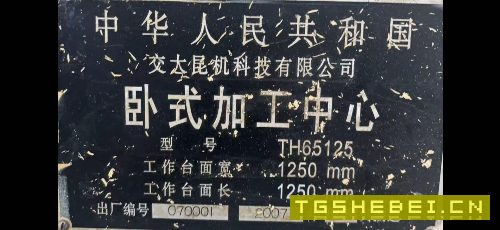 中华人民共和国
交大昆机科技有限公司
卧式加工中心
型号 TH65125
工作台面宽 1250 mm
工作台面长 1250 mm
出厂编号 070001 2007
TGSHEBEI.CN